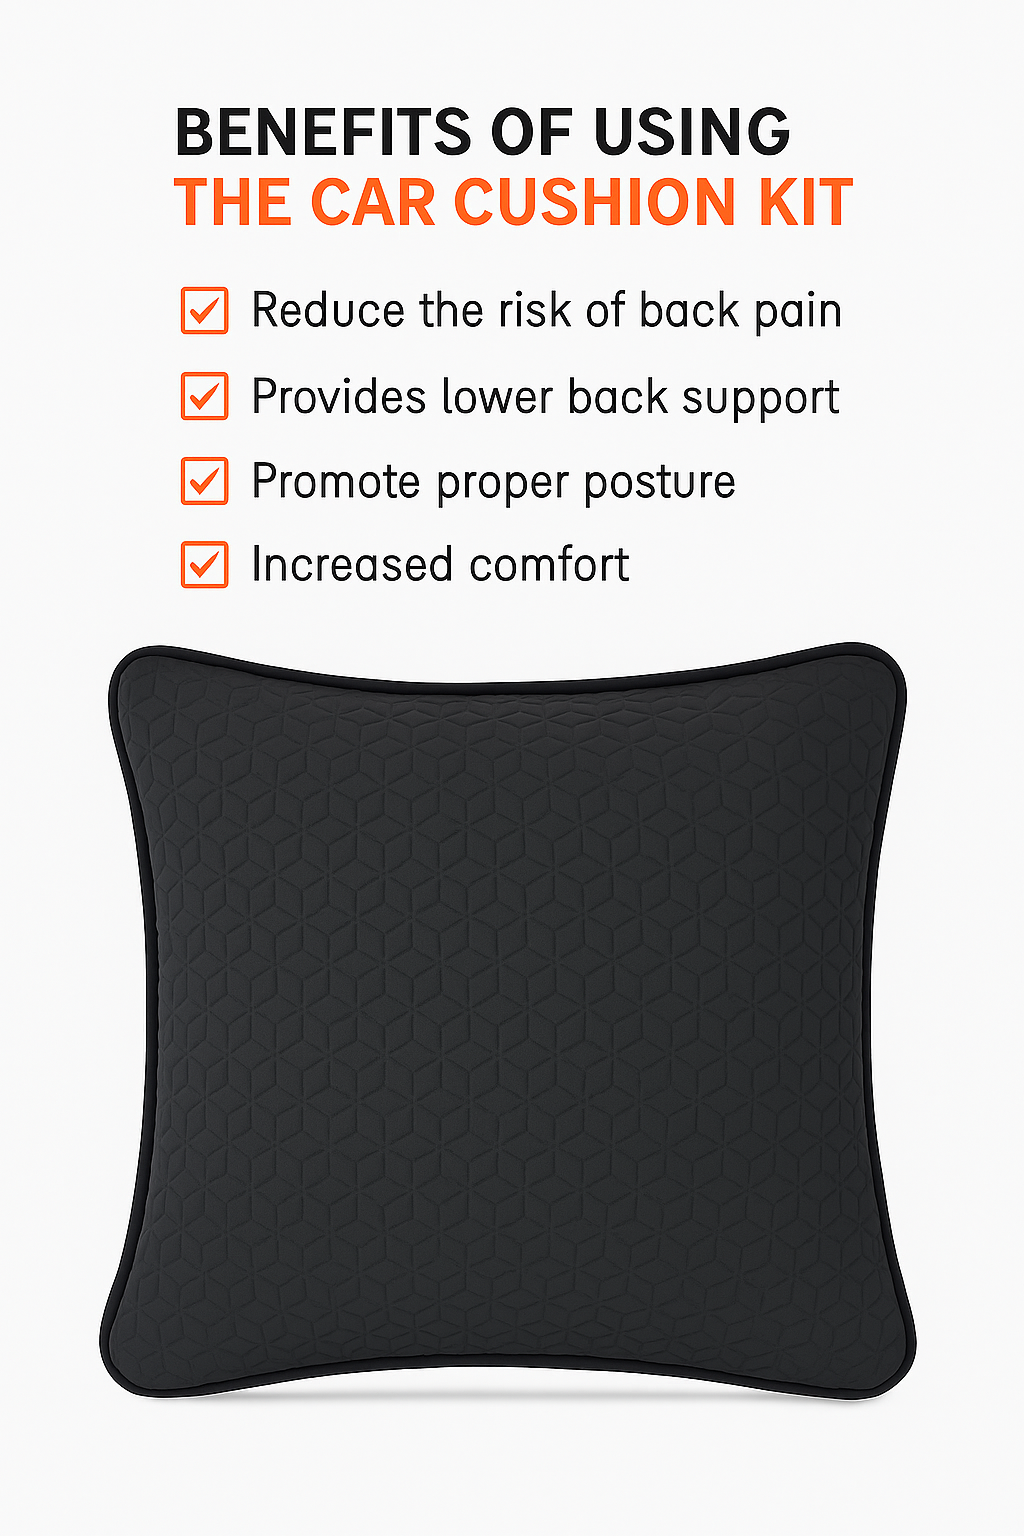 BENEFITS OF USING
THE CAR CUSHION KIT
Reduce the risk of back pain
Provides lower back support
Promote proper posture
Increased comfort